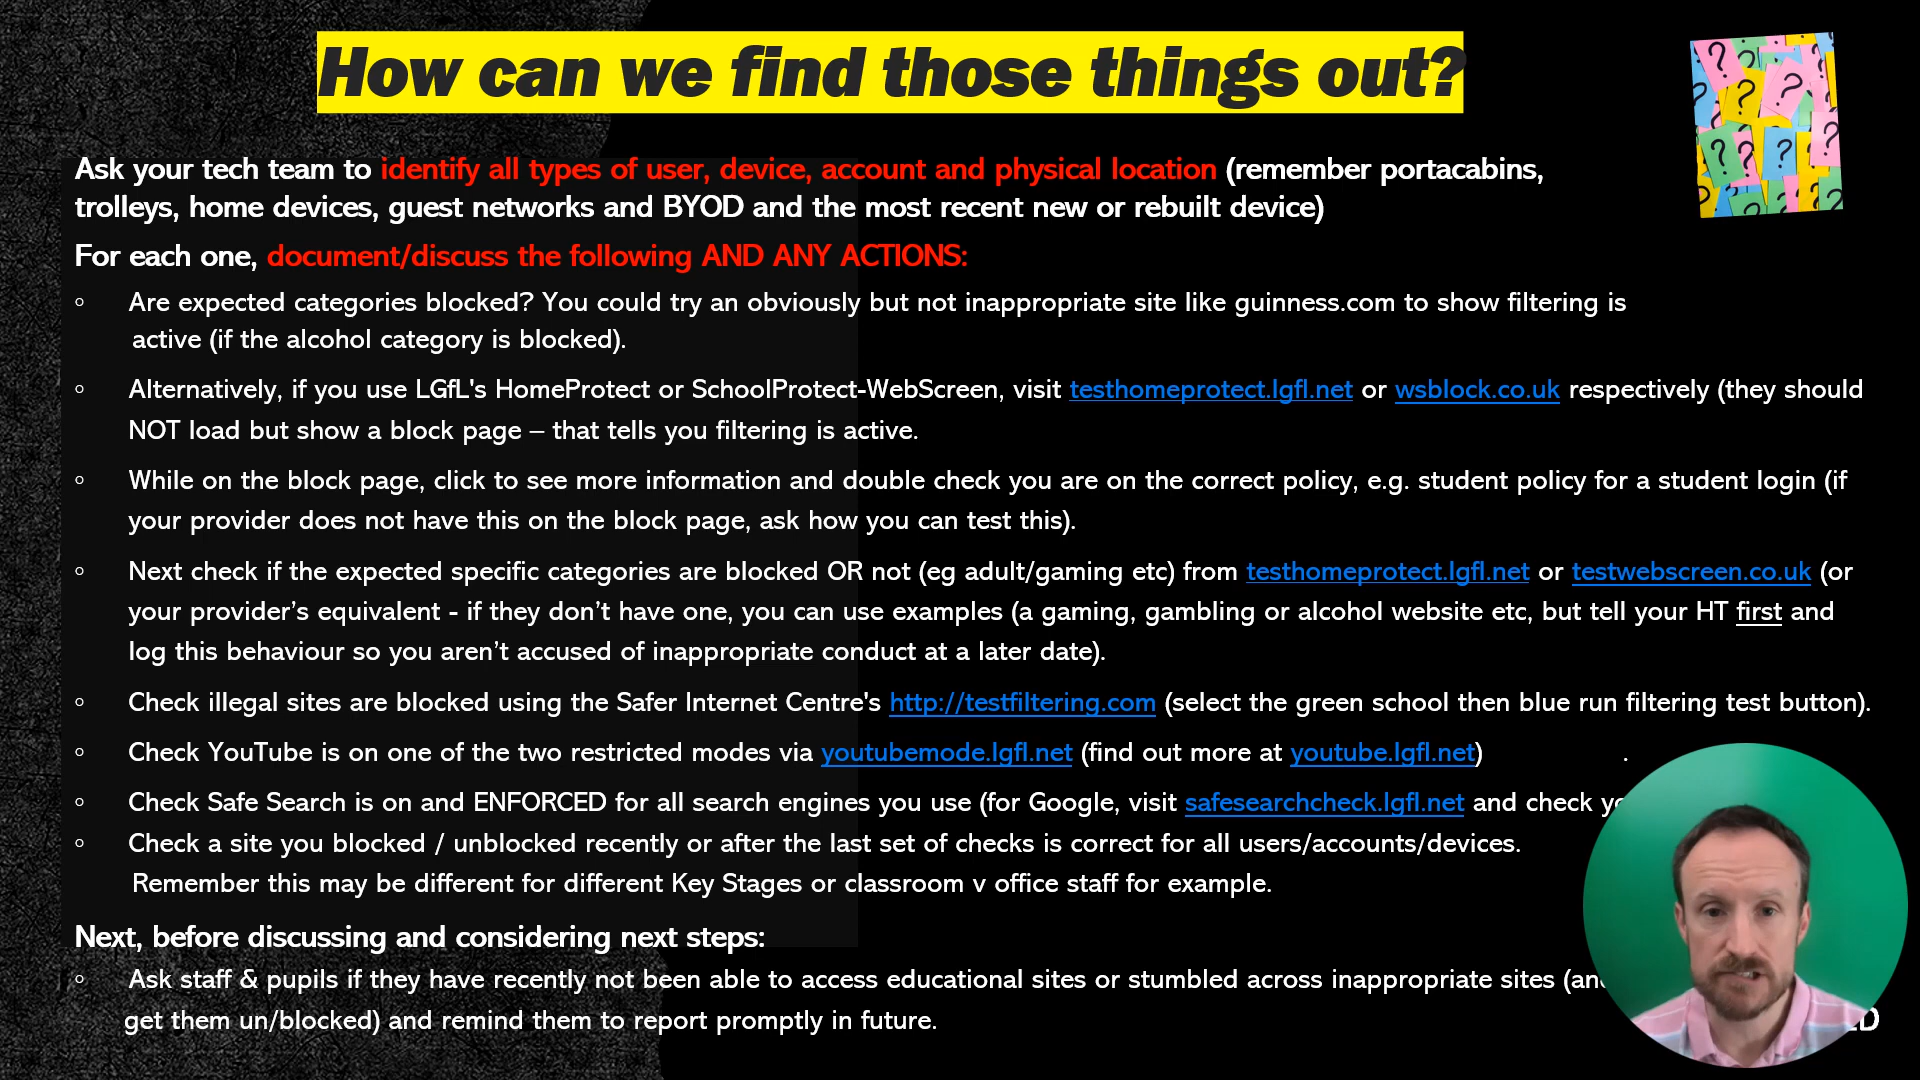 How can we find those things out?
Ask your tech team to identify all types of user, device, account and physical location (remember portacabins,
trolleys, home devices, guest networks and BYOD and the most recent new or rebuilt device)
For each one, document/discuss the following AND ANY ACTIONS:
◦ Are expected categories blocked? You could try an obviously but not inappropriate site like guinness.com to show filtering is
active (if the alcohol category is blocked).
◦ Alternatively, if you use LGfL's HomeProtect or SchoolProtect-WebScreen, visit testhomeprotect.lgfl.net or wsblock.co.uk respectively (they should
NOT load but show a block page – that tells you filtering is active.
◦ While on the block page, click to see more information and double check you are on the correct policy, e.g. student policy for a student login (if
your provider does not have this on the block page, ask how you can test this).
◦ Next check if the expected specific categories are blocked OR not (eg adult/gaming etc) from testhomeprotect.lgfl.net or testwebscreen.co.uk (or
your provider’s equivalent - if they don’t have one, you can use examples (a gaming, gambling or alcohol website etc, but tell your HT first and
log this behaviour so you aren’t accused of inappropriate conduct at a later date).
◦ Check illegal sites are blocked using the Safer Internet Centre's http://testfiltering.com (select the green school then blue run filtering test button).
◦ Check YouTube is on one of the two restricted modes via youtubemode.lgfl.net (find out more at youtube.lgfl.net) .
◦ Check Safe Search is on and ENFORCED for all search engines you use (for Google, visit safesearchcheck.lgfl.net and check
◦ Check a site you blocked / unblocked recently or after the last set of checks is correct for all users/accounts/devices.
Remember this may be different for different Key Stages or classroom v office staff for example.
Next, before discussing and considering next steps:
◦ Ask staff & pupils if they have recently not been able to access educational sites or stumbled across inappropriate sites
get them un/blocked) and remind them to report promptly in future.